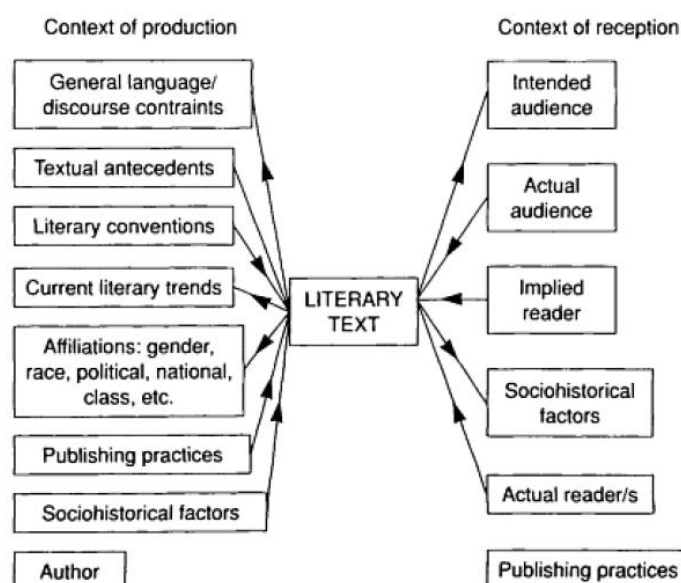 Context of production
General language/
discourse contraints
Textual antecedents
Literary conventions
Current literary trends
Affiliations: gender,
race, political, national,
class, etc.
Publishing practices
Sociohistorical factors
Author
LITERARY
TEXT
Context of reception
Intended
audience
Actual
audience
Implied
reader
Sociohistorical
factors
Actual reader/s
Publishing practices